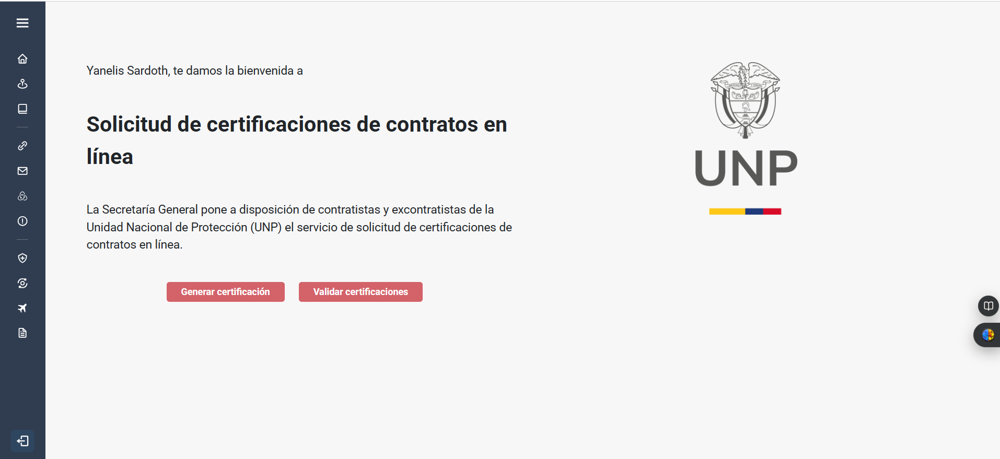 Yanelis Sardoth, te damos la bienvenida a
Solicitud de certificaciones de contratos en
línea
La Secretaría General pone a disposición de contratistas y excontratistas de la
Unidad Nacional de Protección (UNP) el servicio de solicitud de certificaciones de
contratos en línea.
Generar certificación
Validar certificaciones
LIBERTAD Y ORDEN
UNP